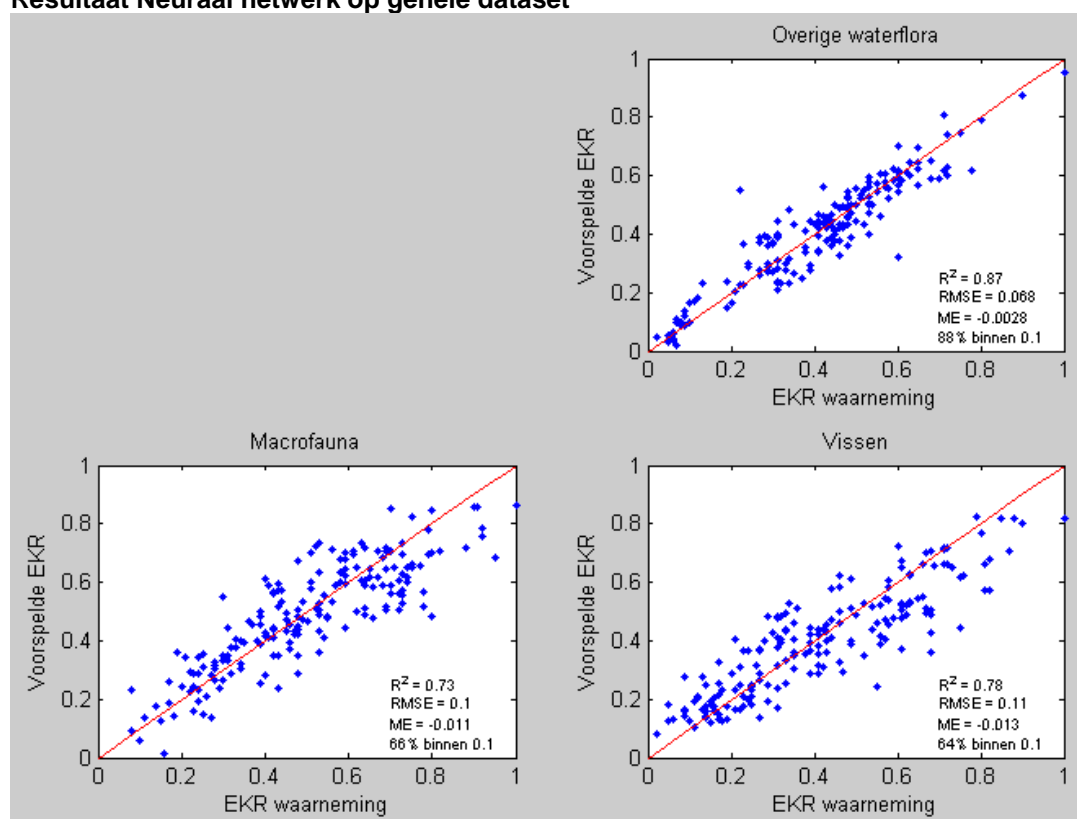 Resultaat Neuraal netwerk op gehele dataset
Overige waterflora
1
0.8
0.6
0.4
0.2
0
Voorspelde EKR
R² = 0.87
RMSE = 0.068
ME = -0.0028
88% binnen 0.1
0 0.2 0.4 0.6 0.8 1
EKR waarneming
Macrofauna
1
0.8
0.6
0.4
0.2
0
Voorspelde EKR
R² = 0.73
RMSE = 0.1
ME = -0.011
66% binnen 0.1
0 0.2 0.4 0.6 0.8 1
EKR waarneming
Vissen
1
0.8
0.6
0.4
0.2
0
Voorspelde EKR
R² = 0.78
RMSE = 0.11
ME = -0.013
64% binnen 0.1
0 0.2 0.4 0.6 0.8 1
EKR waarneming